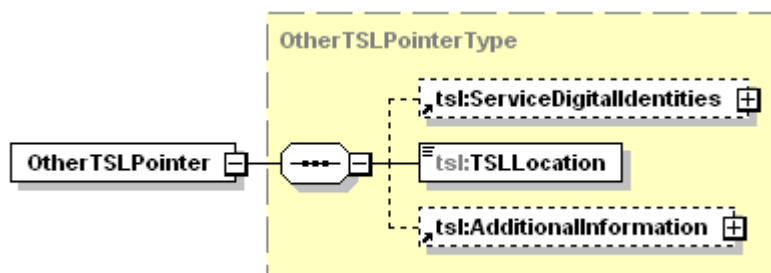 OtherTSLPointerType
tsl:ServiceDigitalIdentities
OtherTSLPointer
tsl:TSLLocation
tsl:AdditionalInformation